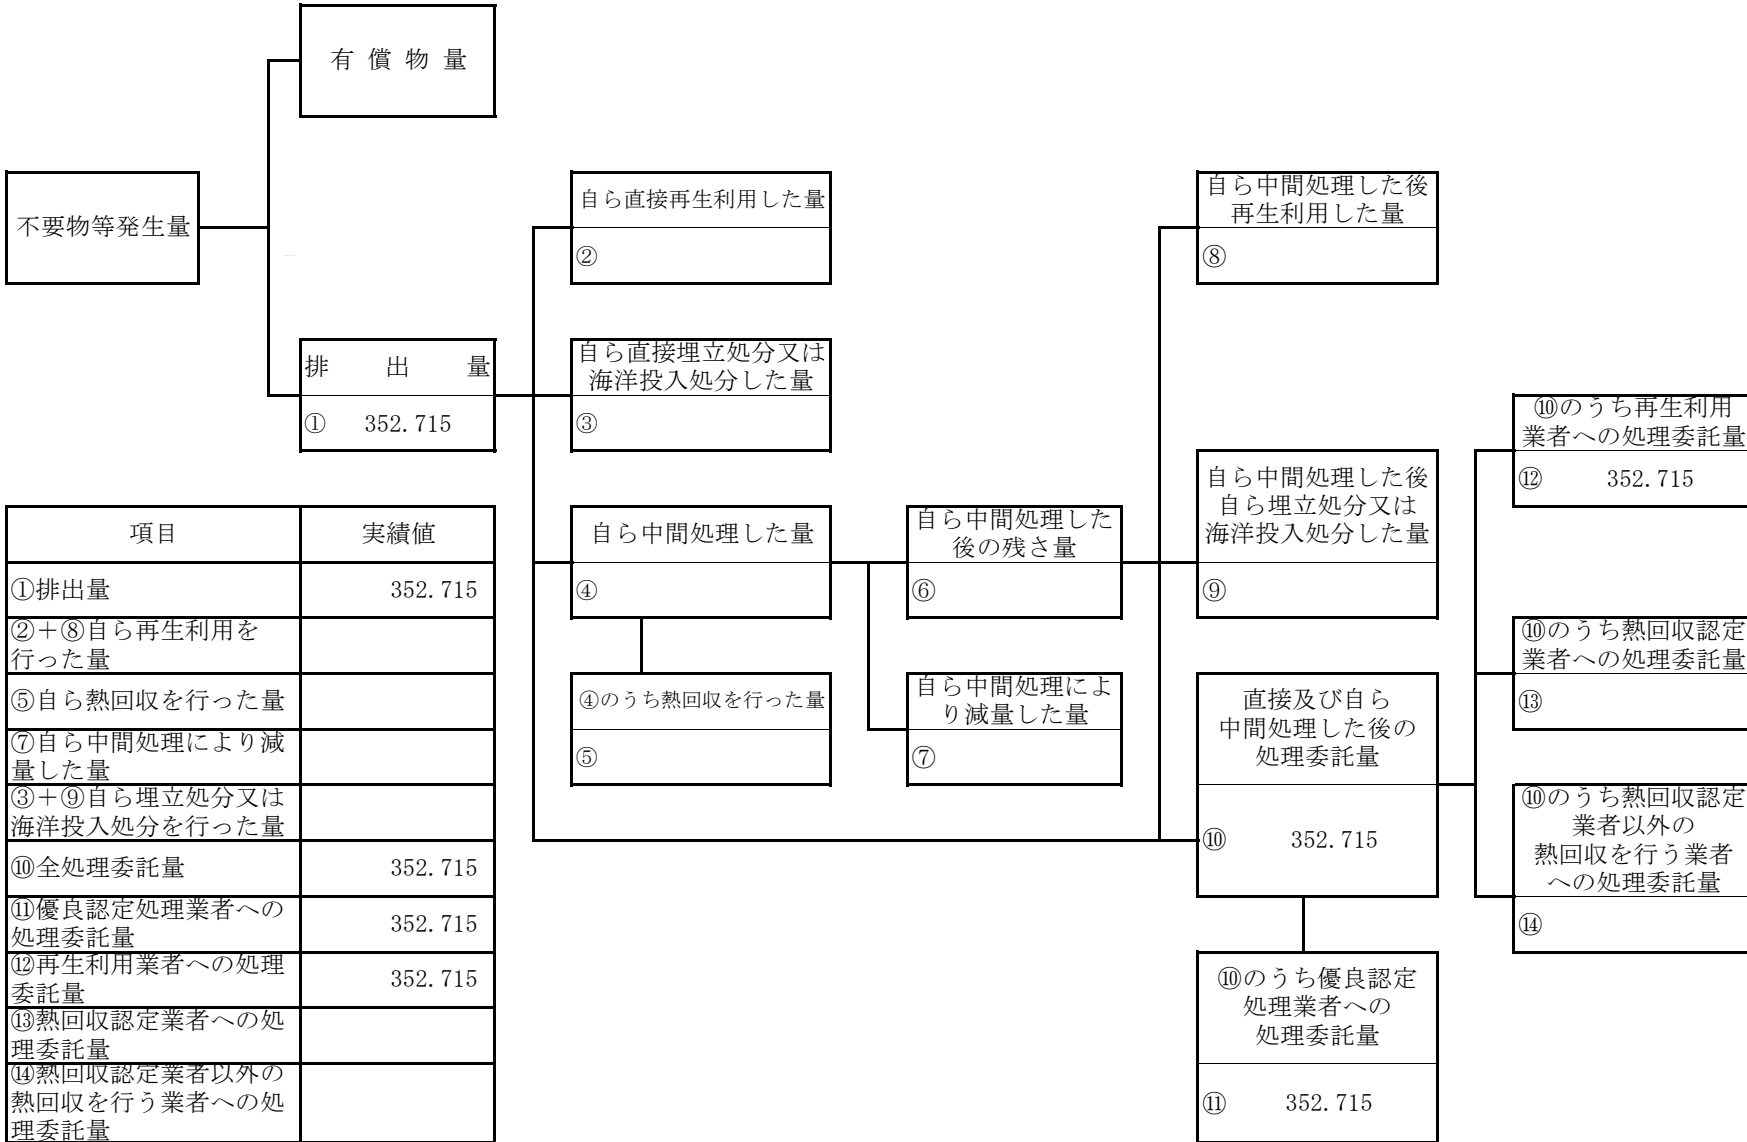 有償物量
不要物等発生量
自ら直接再生利用した量
②
自ら中間処理した後
再生利用した量
⑧
排出量
① 352.715
自ら直接埋立処分又は
海洋投入処分した量
③
⑩のうち再生利用
業者への処理委託量
⑫ 352.715
自ら中間処理した量
④
自ら中間処理した
後の残さ量
⑥
自ら中間処理した後
自ら埋立処分又は
海洋投入処分した量
⑨
⑩のうち熱回収認定
業者への処理委託量
⑬
④のうち熱回収を行った量
⑤
自ら中間処理によ
り減量した量
⑦
直接及び自ら
中間処理した後の
処理委託量
⑩ 352.715
⑩のうち熱回収認定
業者以外の
熱回収を行う業者
への処理委託量
⑭
⑩のうち優良認定
処理業者への
処理委託量
⑪ 352.715
項目 実績値
①排出量 352.715
②+⑧自ら再生利用を
行った量
⑤自ら熱回収を行った量
⑦自ら中間処理により減
量した量
③+⑨自ら埋立処分又は
海洋投入処分を行った量
⑩全処理委託量 352.715
⑪優良認定処理業者への
処理委託量 352.715
⑫再生利用業者への処理
委託量 352.715
⑬熱回収認定業者への処
理委託量
⑭熱回収認定業者以外の
熱回収を行う業者への処
理委託量